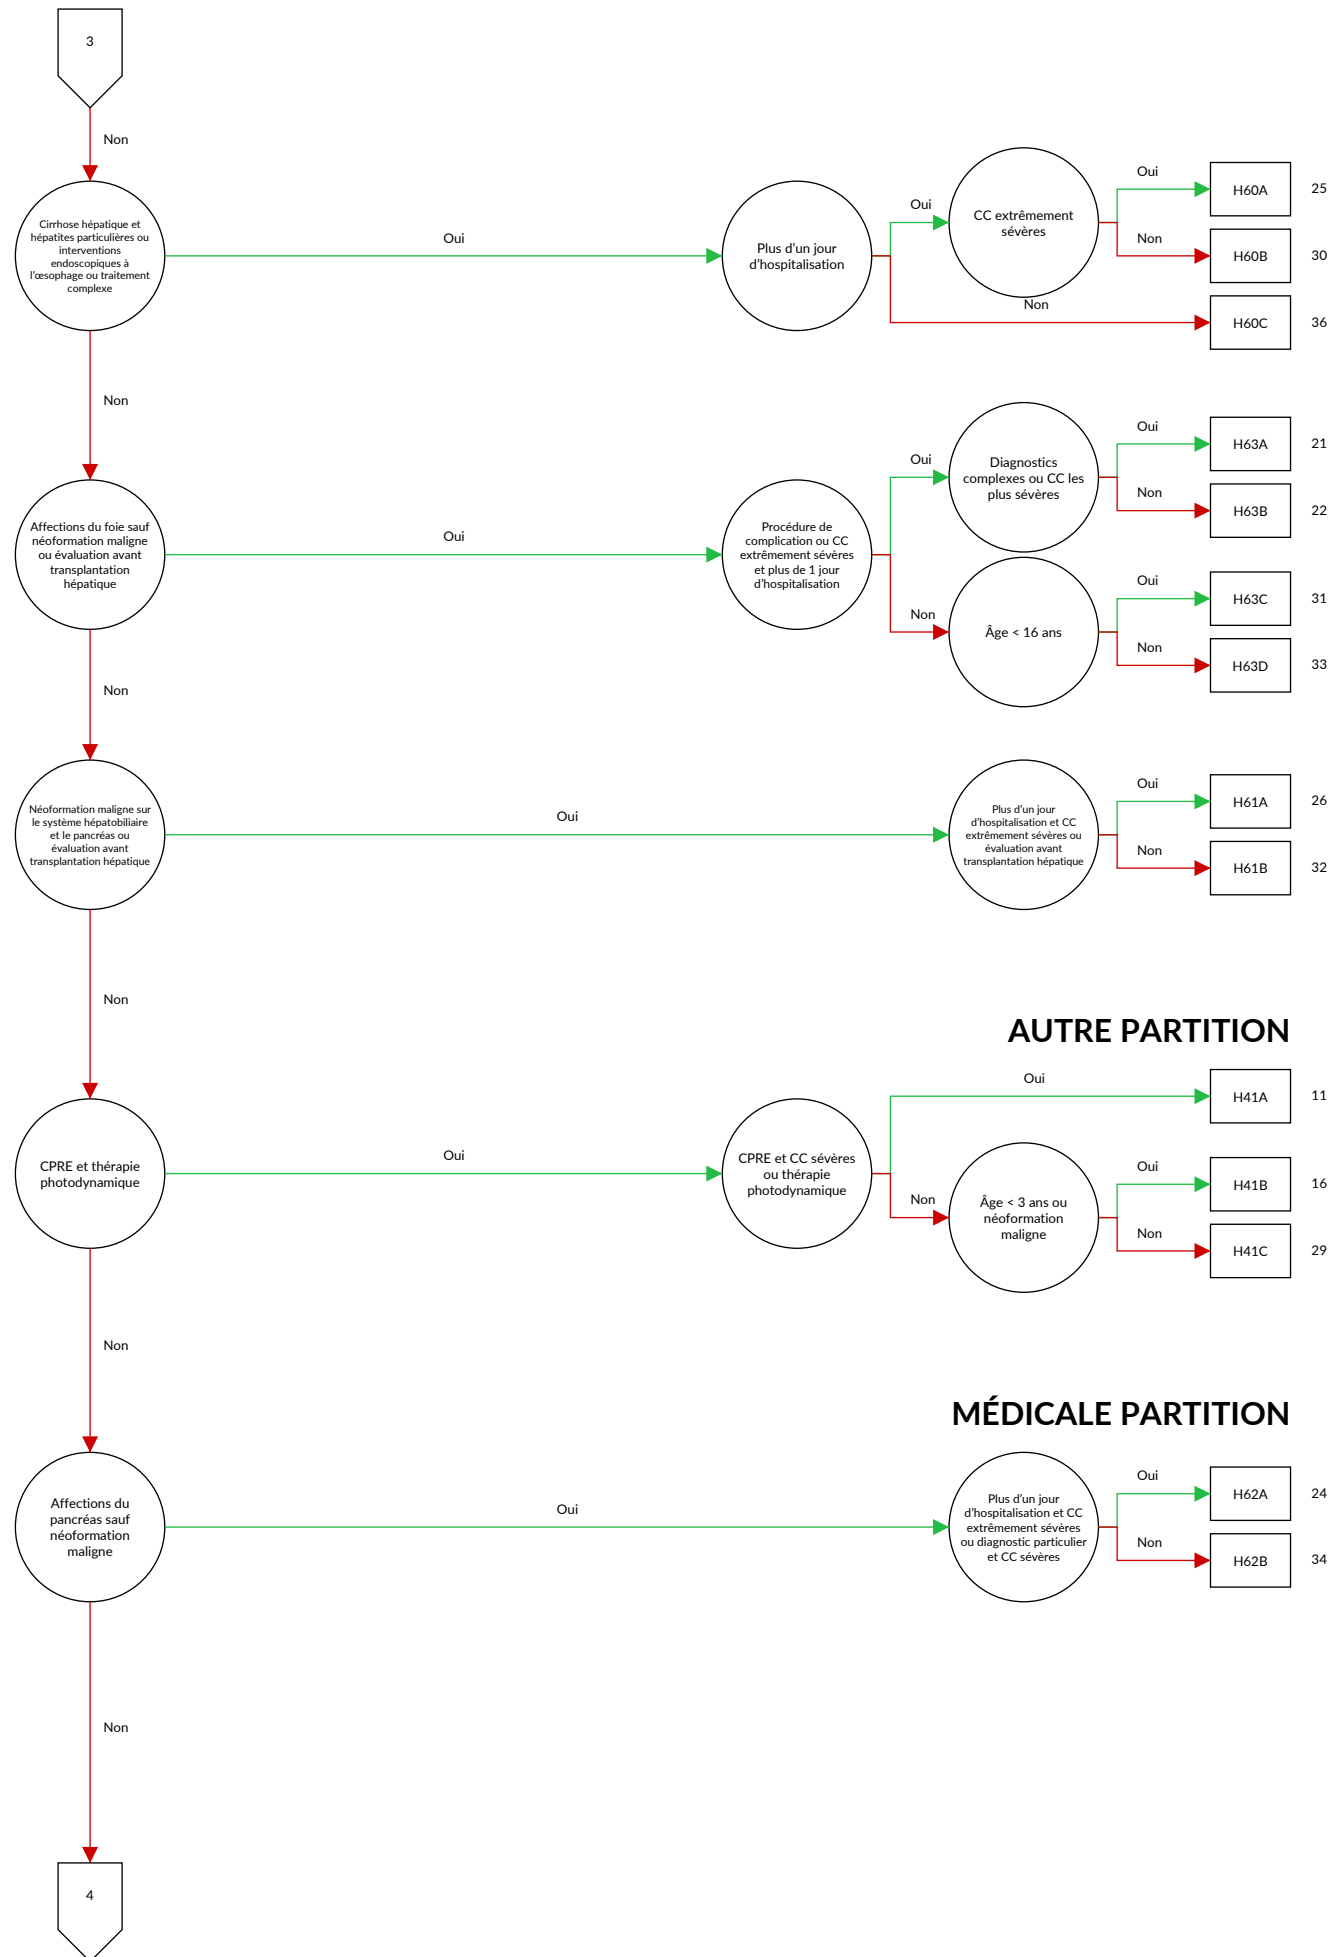 3
Non
Cirrhose hépatique et
hépatites particulières ou
interventions
endoscopiques à
l'œsophage ou traitement
complexe
Oui
Plus d'un jour
d'hospitalisation
Oui
CC extrêmement
sévères
Oui
H60A
25
Non
H60B
30
Non
H60C
36
Non
Affections du foie sauf
néoformation maligne
ou évaluation avant
transplantation
hépatique
Oui
Procédure de
complication ou CC
extrêmement sévères
et plus de 1 jour
d'hospitalisation
Oui
Diagnostics
complexes ou CC les
plus sévères
Oui
H63A
21
Non
H63B
22
Non
Âge < 16 ans
Oui
H63C
31
Non
H63D
33
Non
Néoformation maligne sur
le système hépatobiliaire
et le pancréas ou
évaluation avant
transplantation hépatique
Oui
Plus d'un jour
d'hospitalisation et CC
extrêmement sévères ou
évaluation avant
transplantation hépatique
Oui
H61A
26
Non
H61B
32
Non
AUTRE PARTITION
CPRE et thérapie
photodynamique
Oui
CPRE et CC sévères
ou thérapie
photodynamique
Oui
H41A
11
Non
Âge < 3 ans ou
néoformation
maligne
Oui
H41B
16
Non
H41C
29
Non
MÉDICALE PARTITION
Affections du
pancréas sauf
néoformation
maligne
Oui
Plus d'un jour
d'hospitalisation et CC
extrêmement sévères
ou diagnostic particulier
et CC sévères
Oui
H62A
24
Non
H62B
34
Non
4